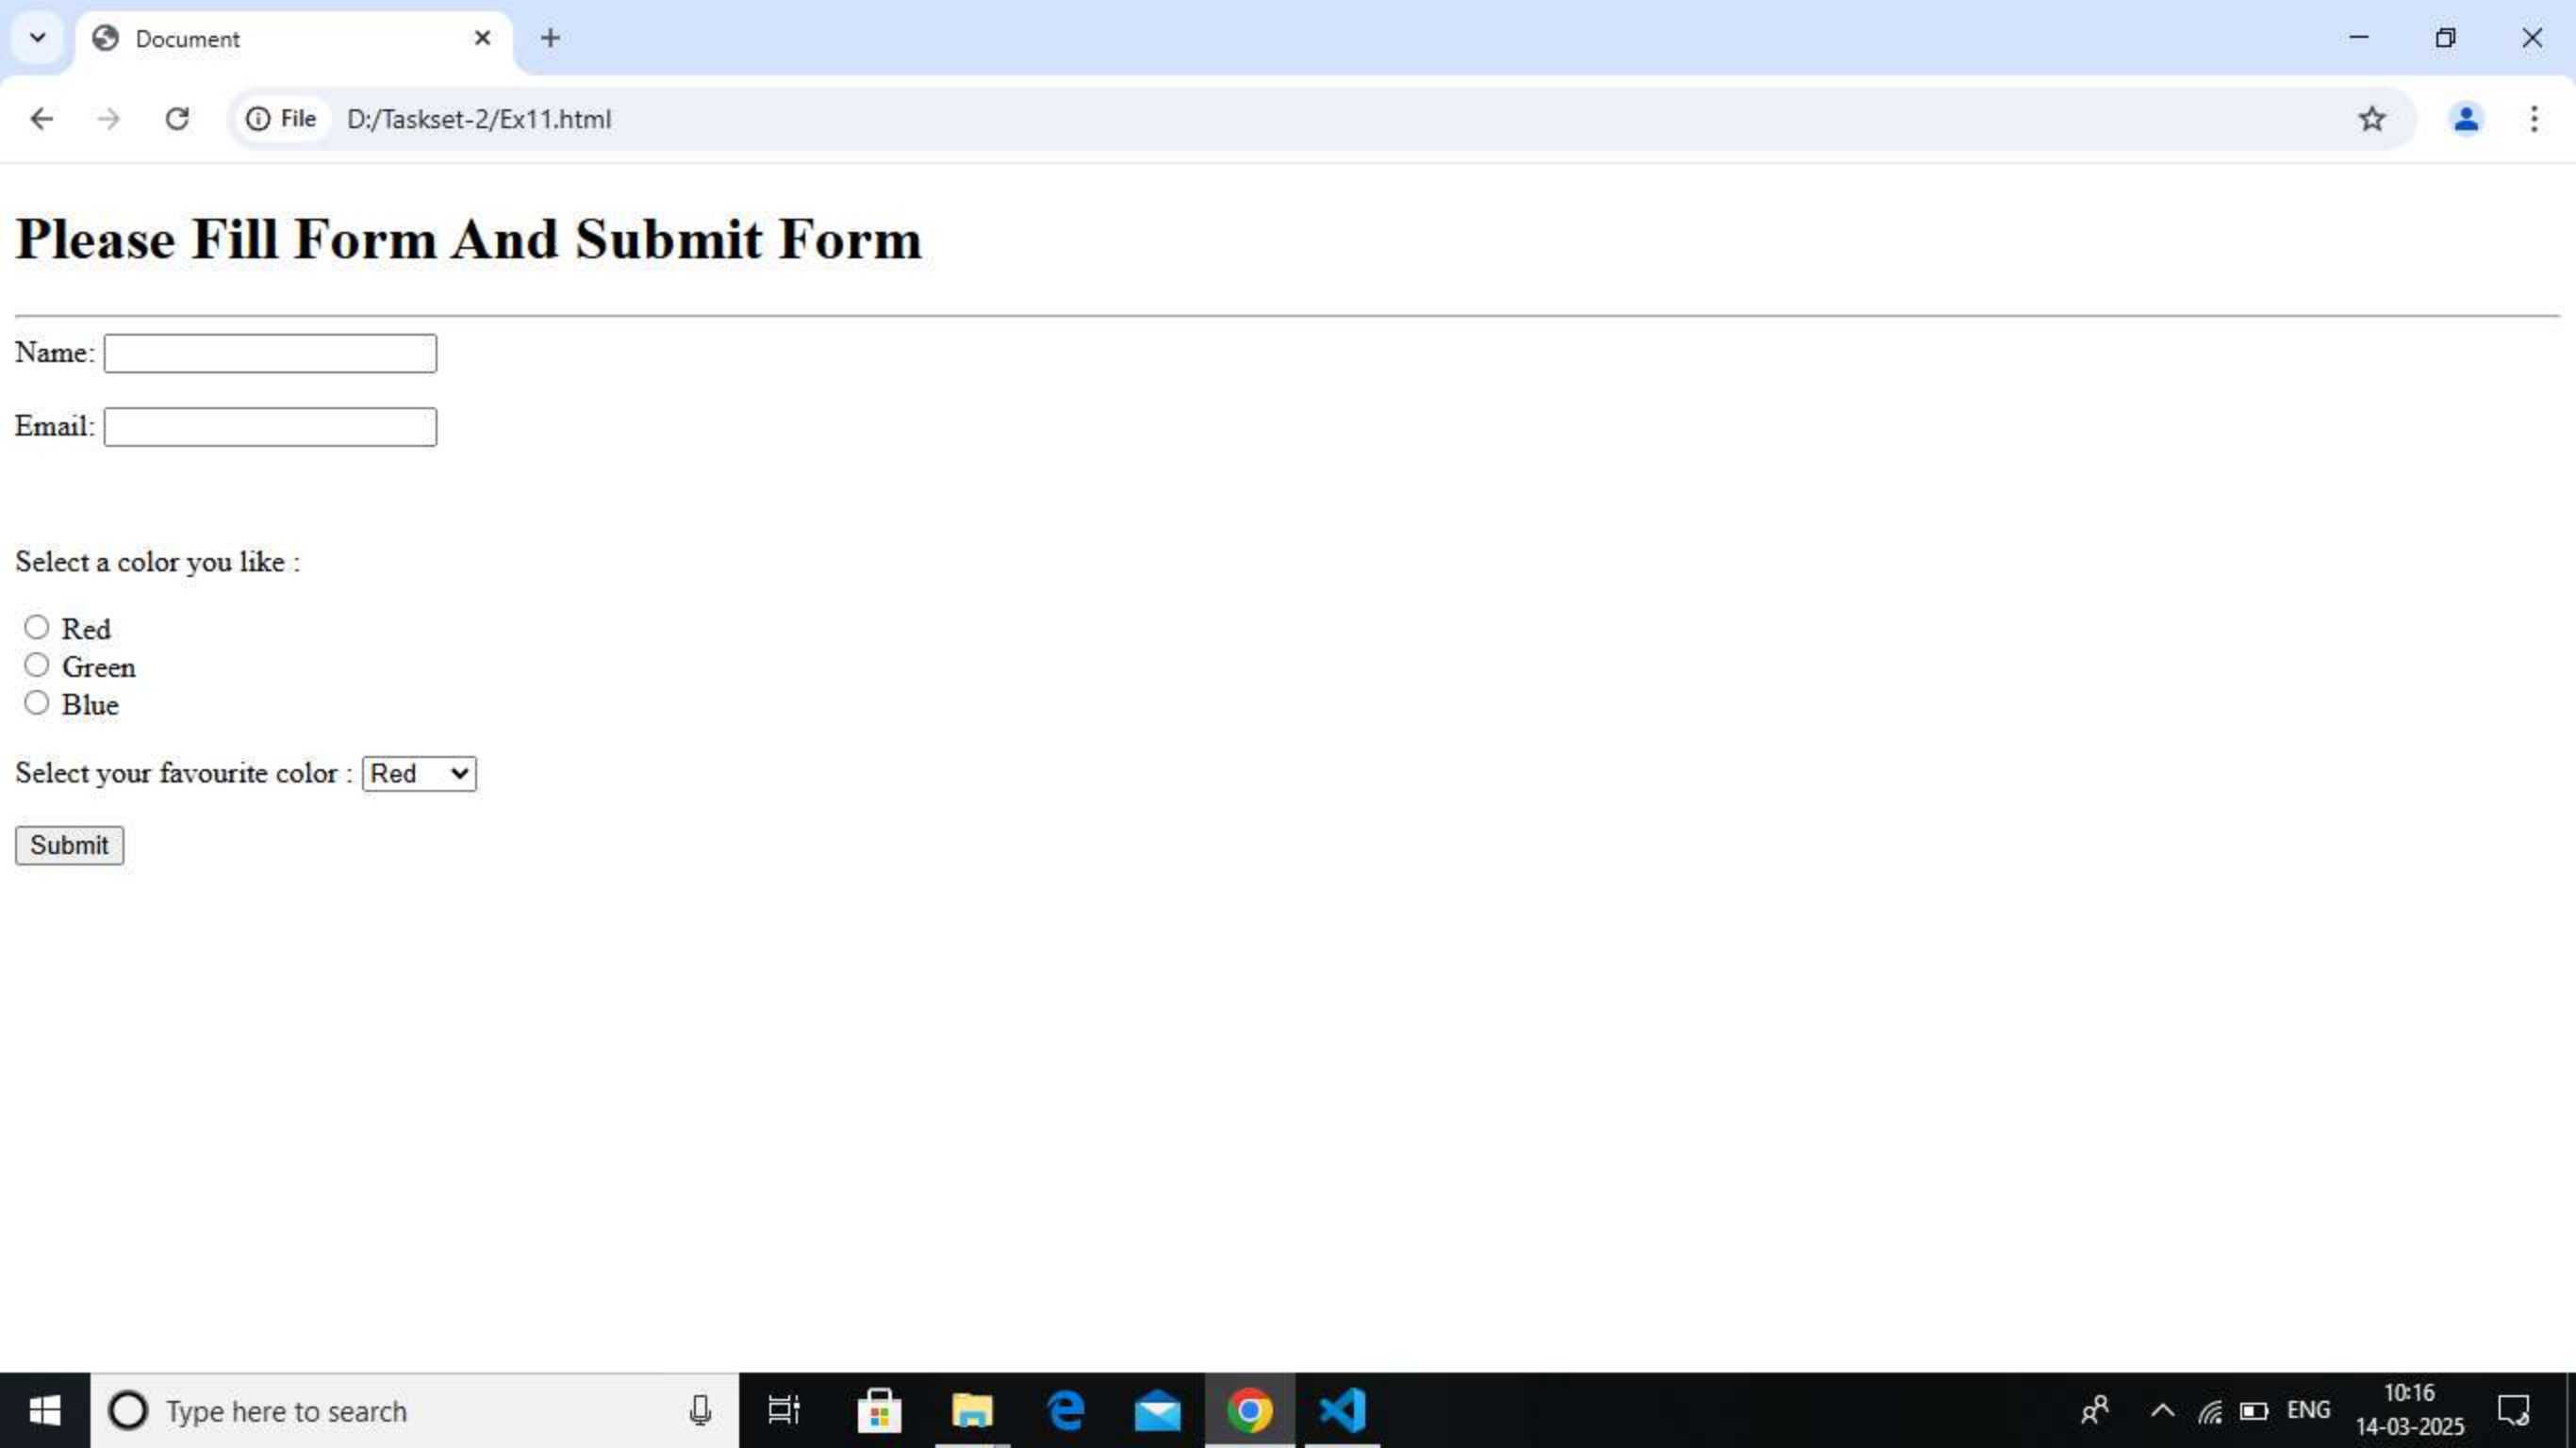 Document
File D:/Taskset-2/Ex11.html
Please Fill Form And Submit Form
Name:
Email:
Select a color you like :
Red
Green
Blue
Select your favourite color : Red
Submit
Type here to search
ENG
10:16
14-03-2025